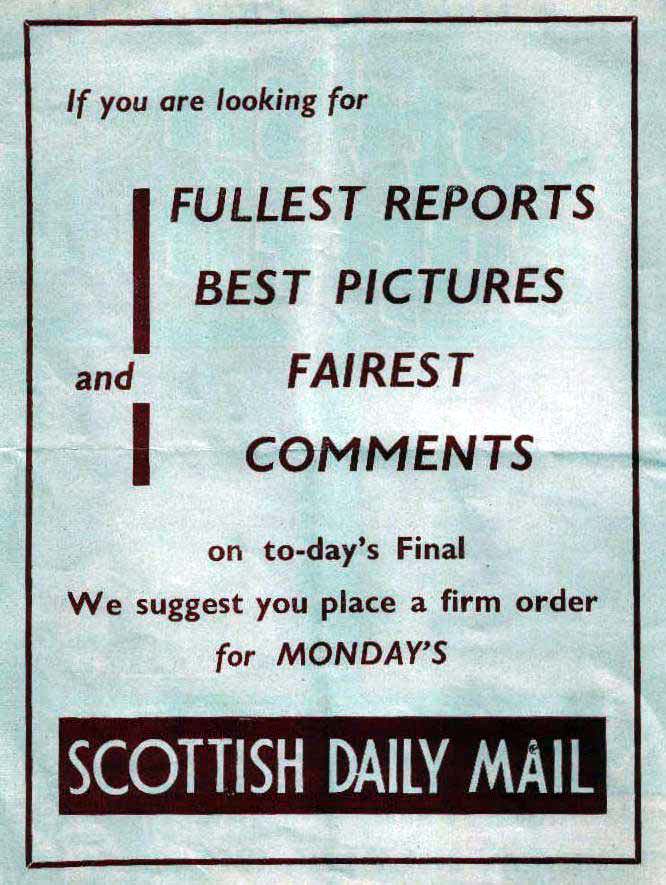 If you are looking for
FULLEST REPORTS
BEST PICTURES
and FAIREST
COMMENTS
on to-day's Final
We suggest you place a firm order
for MONDAY'S
SCOTTISH DAILY MAIL